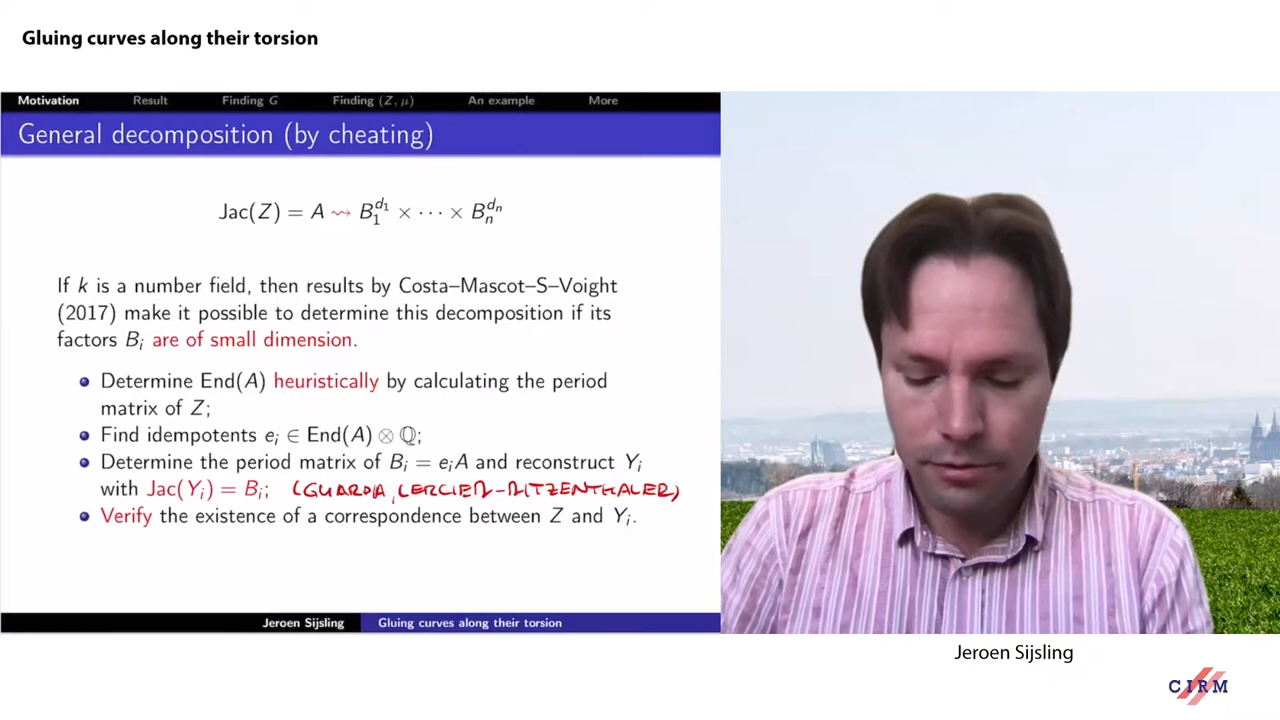 Gluing curves along their torsion
Motivation Result Finding G Finding (Z, μ) An example More
General decomposition (by cheating)
Jac(Z) = A ⇝ B₁^{d₁} × ⋯ × Bₙ^{dₙ}
If k is a number field, then results by Costa–Mascot–S–Voight
(2017) make it possible to determine this decomposition if its
factors Bᵢ are of small dimension.
Determine End(A) heuristically by calculating the period
matrix of Z;
Find idempotents eᵢ ∈ End(A) ⊗ ℚ;
Determine the period matrix of Bᵢ = eᵢA and reconstruct Yᵢ
with Jac(Yᵢ) = Bᵢ; (GUARDIA, LERCIER-RITZENTHALER)
Verify the existence of a correspondence between Z and Yᵢ.
Jeroen Sijsling Gluing curves along their torsion
Jeroen Sijsling
CIRM